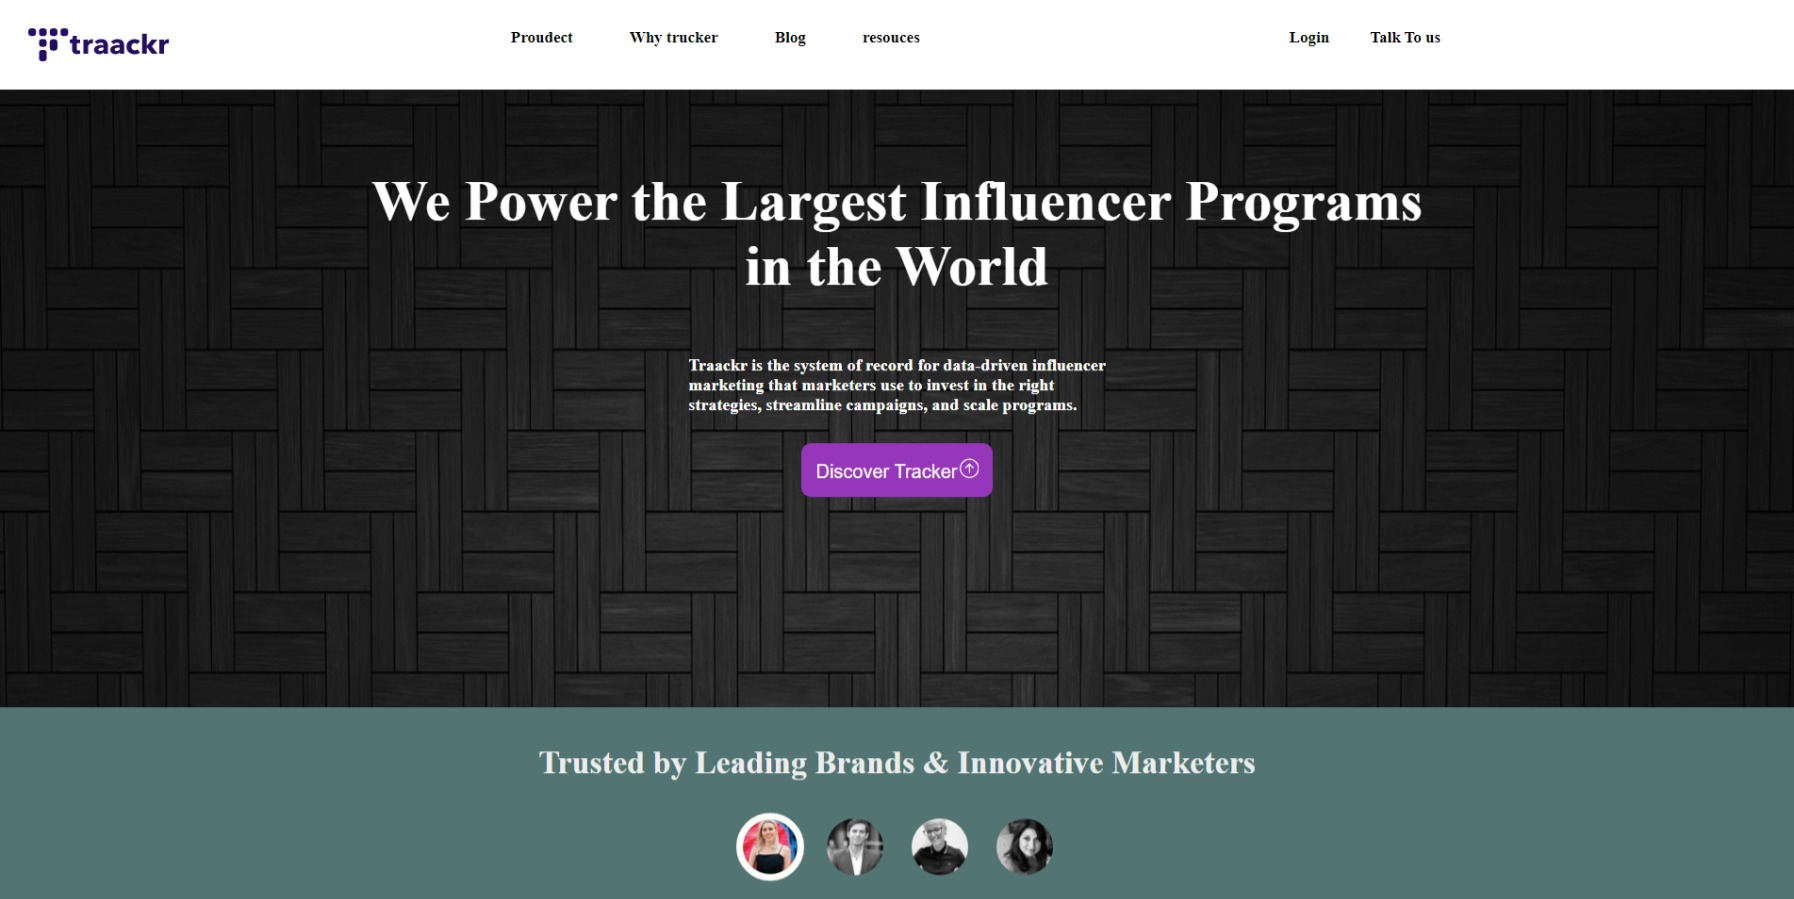 traackr
Proudect
Why trucker
Blog
resouces
Login
Talk To us
We Power the Largest Influencer Programs
in the World
Traackr is the system of record for data-driven influencer
marketing that marketers use to invest in the right
strategies, streamline campaigns, and scale programs.
Discover Tracker
Trusted by Leading Brands & Innovative Marketers